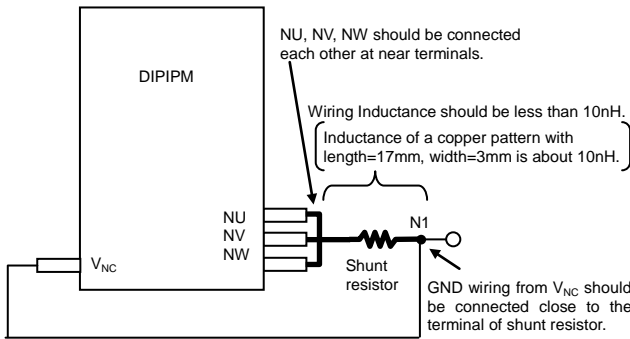 NU, NV, NW should be connected
each other at near terminals.
DIPIPM
Wiring Inductance should be less than 10nH.
Inductance of a copper pattern with
length=17mm, width=3mm is about 10nH.
NU
NV
NW
N1
VNC
Shunt
resistor
GND wiring from VNC should
be connected close to the
terminal of shunt resistor.